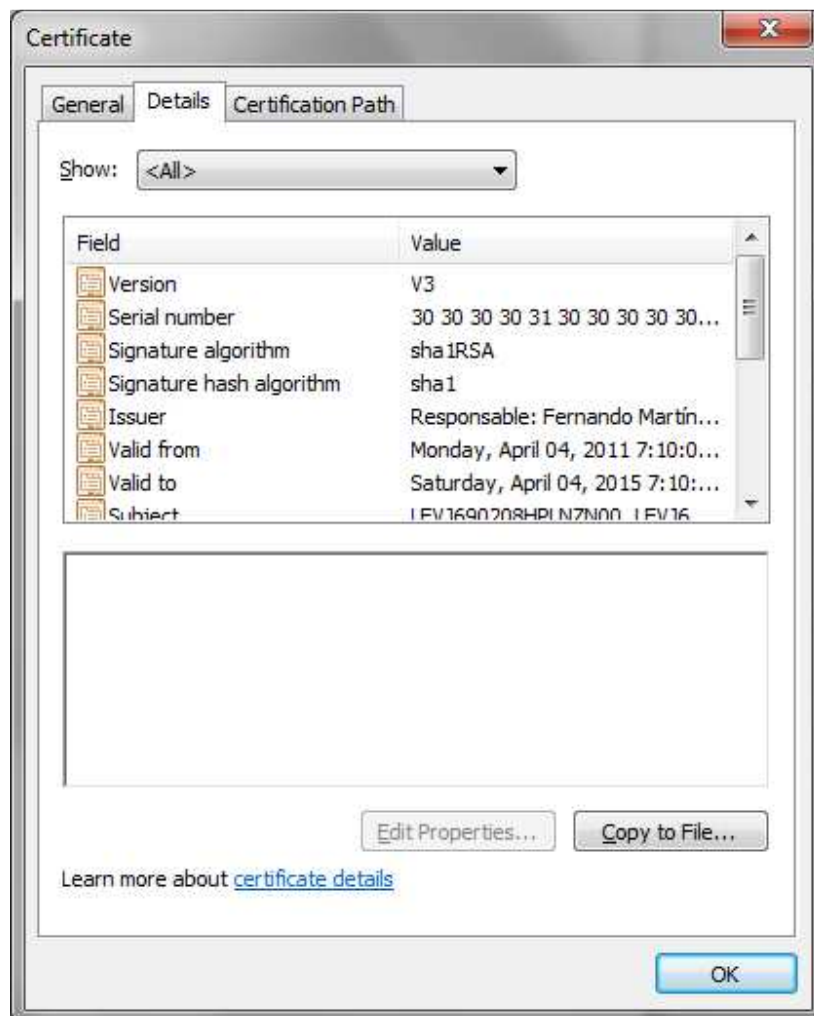 Certificate
General Details Certification Path
Show: <All>
Field Value
Version V3
Serial number 30 30 30 30 31 30 30 30 30 30...
Signature algorithm sha1RSA
Signature hash algorithm sha1
Issuer Responsable: Fernando Martín...
Valid from Monday, April 04, 2011 7:10:0...
Valid to Saturday, April 04, 2015 7:10:...
Subject
Edit Properties... Copy to File...
Learn more about certificate details
OK